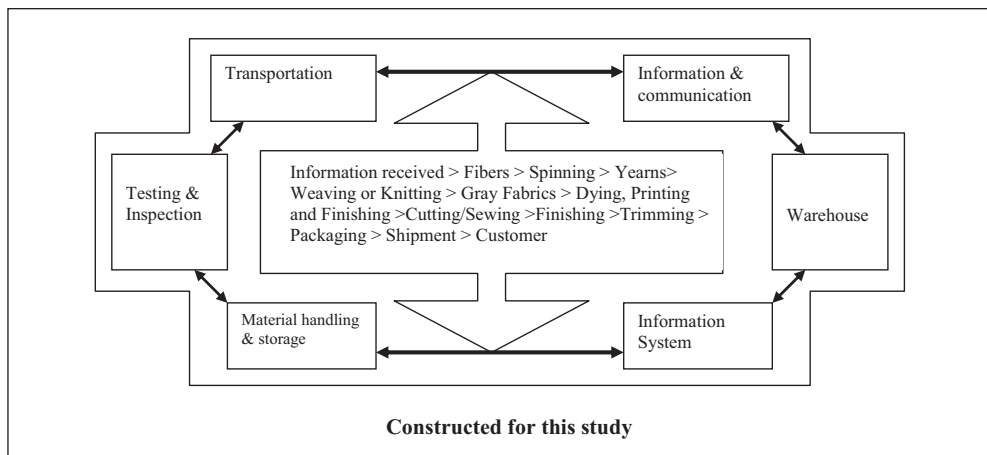 Transportation
Information &
communication
Testing &
Inspection
Information received > Fibers > Spinning > Yearns>
Weaving or Knitting > Gray Fabrics > Dying, Printing
and Finishing >Cutting/Sewing >Finishing >Trimming >
Packaging > Shipment > Customer
Warehouse
Material handling
& storage
Information
System
Constructed for this study